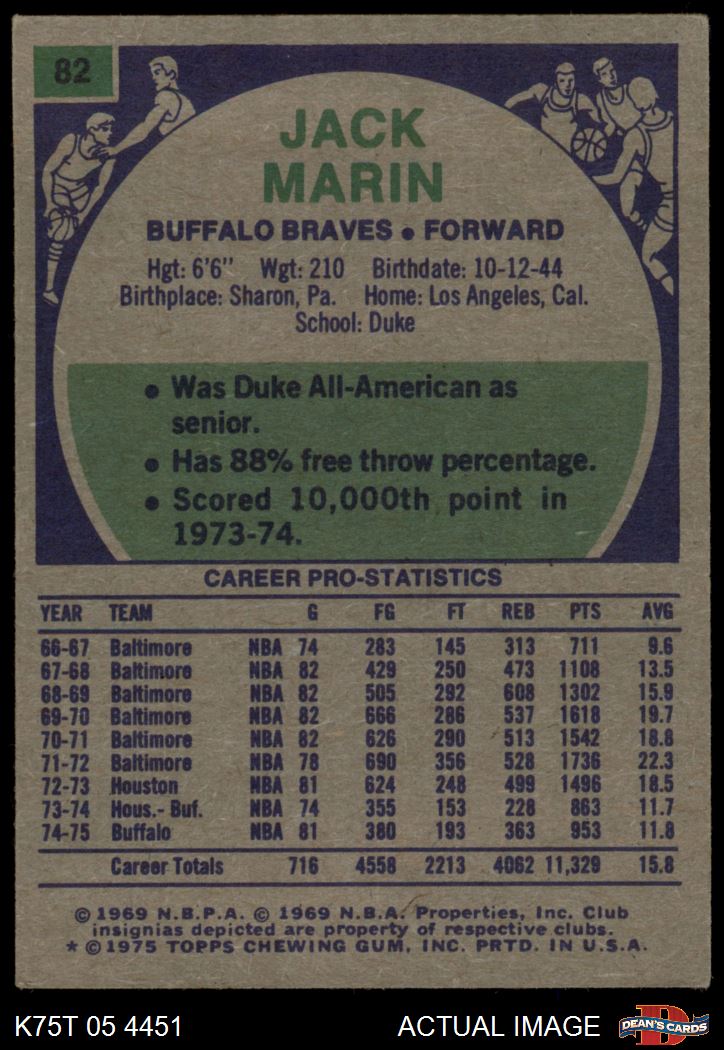 82
JACK
MARIN
BUFFALO BRAVES • FORWARD
Hgt: 6'6" Wgt: 210 Birthdate: 10-12-44
Birthplace: Sharon, Pa. Home: Los Angeles, Cal.
School: Duke
• Was Duke All-American as
senior.
• Has 88% free throw percentage.
• Scored 10,000th point in
1973-74.
CAREER PRO-STATISTICS
YEAR TEAM G FG FT REB PTS AVG
66-67 Baltimore NBA 74 283 145 313 711 9.6
67-68 Baltimore NBA 82 429 250 473 1108 13.5
68-69 Baltimore NBA 82 505 292 608 1302 15.9
69-70 Baltimore NBA 82 666 286 537 1618 19.7
70-71 Baltimore NBA 82 626 290 513 1542 18.8
71-72 Baltimore NBA 78 690 356 528 1736 22.3
72-73 Houston NBA 81 624 248 499 1496 18.5
73-74 Hous.- Buf. NBA 74 355 153 228 863 11.7
74-75 Buffalo NBA 81 380 193 363 953 11.8
Career Totals 716 4558 2213 4062 11,329 15.8
© 1969 N.B.P.A. © 1969 N.B.A. Properties, Inc. Club
insignias depicted are property of respective clubs.
* © 1975 TOPPS CHEWING GUM, INC. PRTD. IN U.S.A.
K75T 05 4451 ACTUAL IMAGE D
DEAN'S CARDS